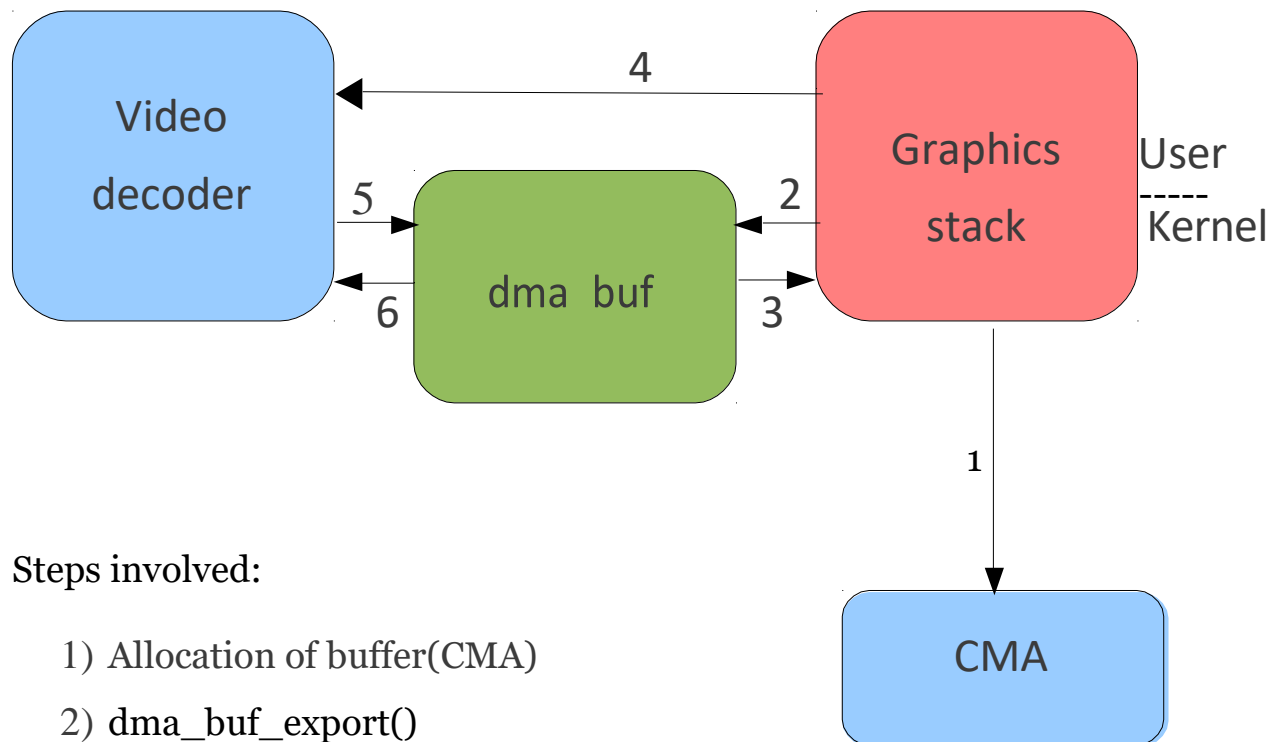 4
Video
decoder
Graphics
stack
User
-----
Kernel
5
2
dma buf
6
3
1
Steps involved:
1) Allocation of buffer(CMA)
2) dma_buf_export()
CMA